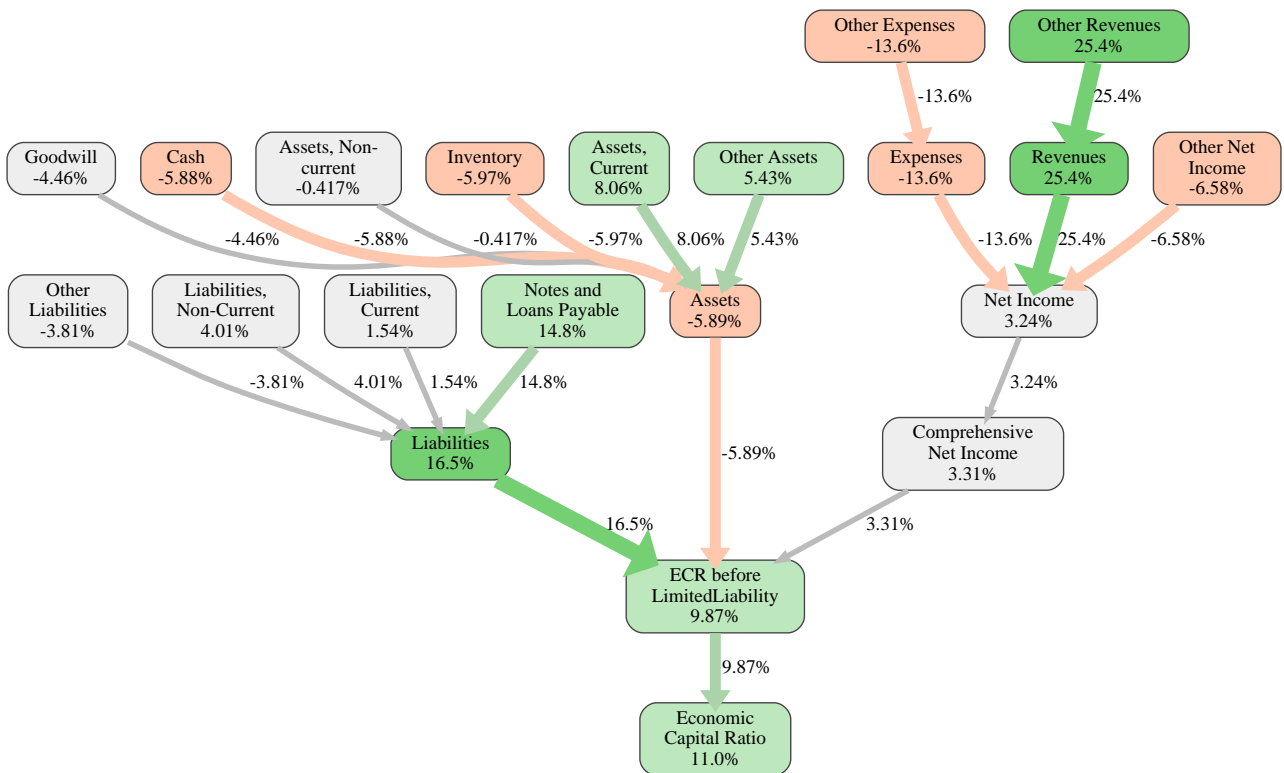 Other Expenses
-13.6%
Other Revenues
25.4%
-13.6%
25.4%
Goodwill
-4.46%
Cash
-5.88%
Assets, Non-
current
-0.417%
Inventory
-5.97%
Assets,
Current
8.06%
Other Assets
5.43%
Expenses
-13.6%
Revenues
25.4%
Other Net
Income
-6.58%
-4.46%
-5.88%
-0.417%
-5.97%
8.06%
5.43%
-13.6%
25.4%
-6.58%
Other
Liabilities
-3.81%
Liabilities,
Non-Current
4.01%
Liabilities,
Current
1.54%
Notes and
Loans Payable
14.8%
Assets
-5.89%
Net Income
3.24%
-3.81%
4.01%
1.54%
14.8%
3.24%
Liabilities
16.5%
-5.89%
Comprehensive
Net Income
3.31%
16.5%
3.31%
ECR before
LimitedLiability
9.87%
9.87%
Economic
Capital Ratio
11.0%